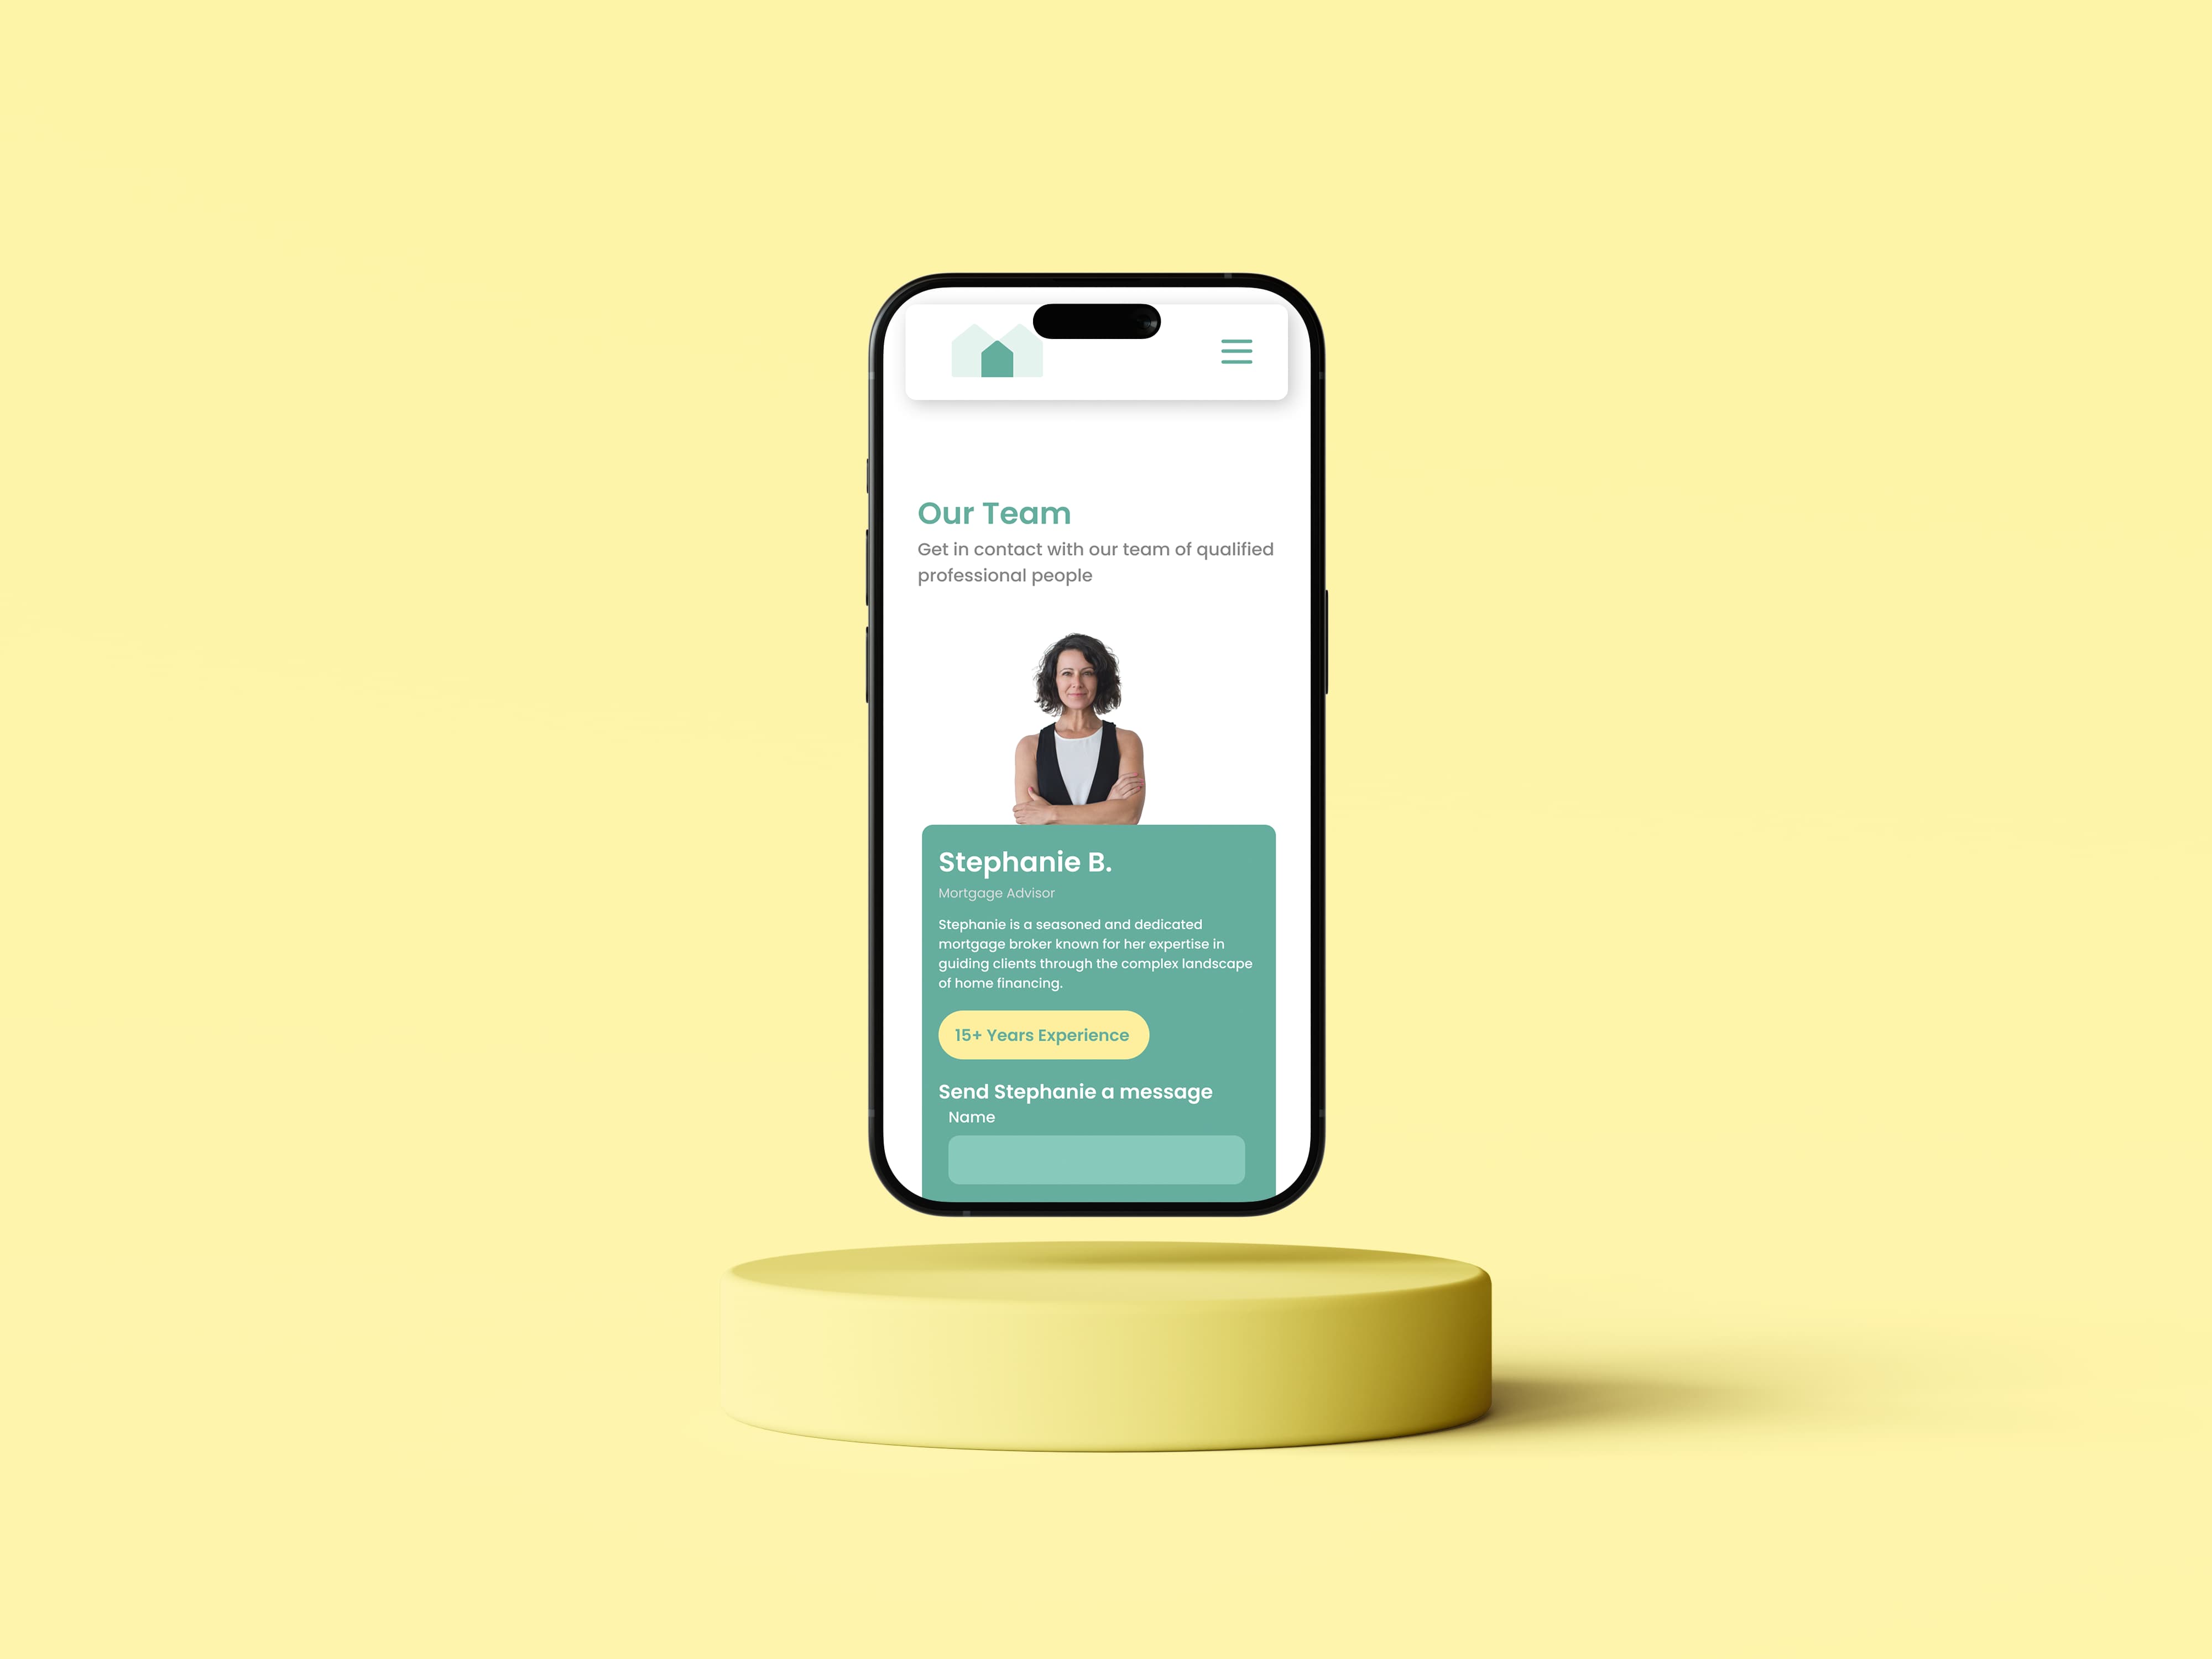 Our Team
Get in contact with our team of qualified
professional people
Stephanie B.
Mortgage Advisor
Stephanie is a seasoned and dedicated
mortgage broker known for her expertise in
guiding clients through the complex landscape
of home financing.
15+ Years Experience
Send Stephanie a message
Name